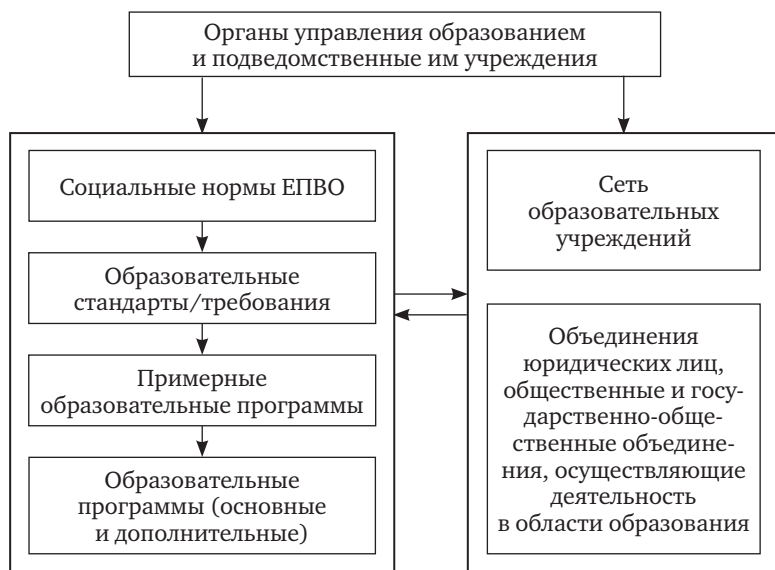 Органы управления образованием
и подведомственные им учреждения
Социальные нормы ЕПВО
Образовательные
стандарты/требования
Примерные
образовательные программы
Образовательные
программы (основные
и дополнительные)
Сеть
образовательных
учреждений
Объединения
юридических лиц,
общественные и госу-
дарственно-обще-
ственные объедине-
ния, осуществляющие
деятельность
в области образования